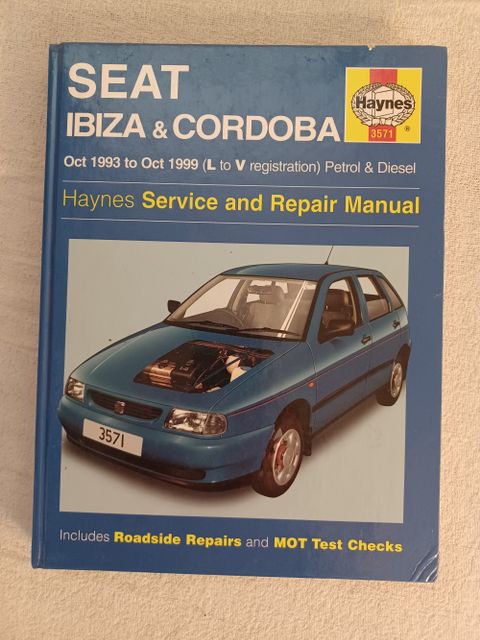 SEAT
IBIZA & CORDOBA
Haynes
3571
®
Oct 1993 to Oct 1999 (L to V registration) Petrol & Diesel
Haynes Service and Repair Manual
3571
Includes Roadside Repairs and MOT Test Checks